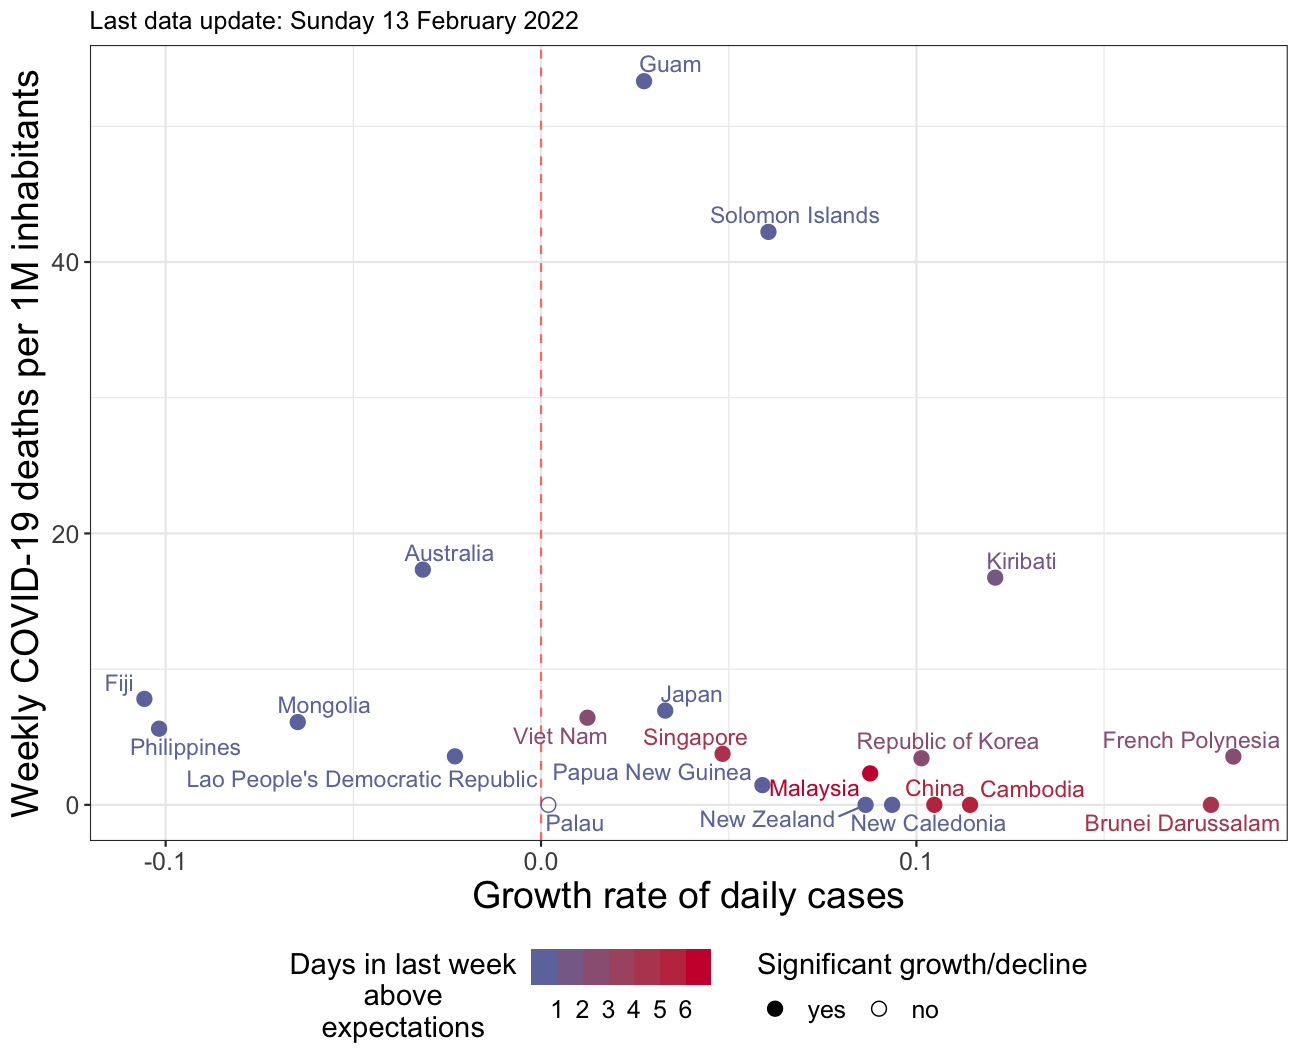 Last data update: Sunday 13 February 2022
Weekly COVID-19 deaths per 1M inhabitants
Guam
Solomon Islands
40
20
Australia
Kiribati
Fiji
Mongolia
Japan
Philippines
Viet Nam
Singapore
Republic of Korea
French Polynesia
Lao People's Democratic Republic
Papua New Guinea
Malaysia
China
Cambodia
0
Palau
New Zealand
New Caledonia
Brunei Darussalam
-0.1
0.0
0.1
Growth rate of daily cases
Days in last week
above
expectations
1 2 3 4 5 6
Significant growth/decline
yes
no